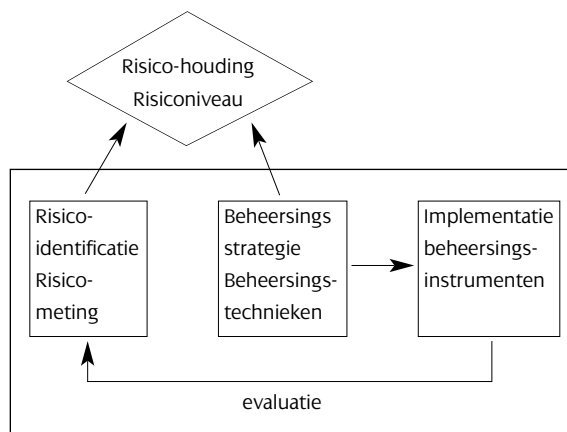 Risico-houding
Risiconiveau
Risico-
identificatie
Risico-
meting
Beheersings
strategie
Beheersings-
technieken
Implementatie
beheersings-
instrumenten
evaluatie